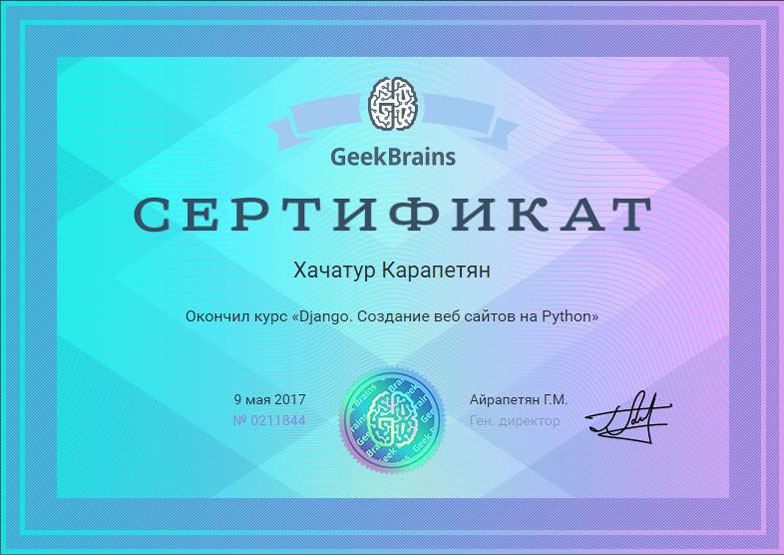 GeekBrains
СЕРТИФИКАТ
Хачатур Карапетян
Окончил курс «Django. Создание веб сайтов на Python»
9 мая 2017
№ 0211844
Айрапетян Г.М.
Ген. директор